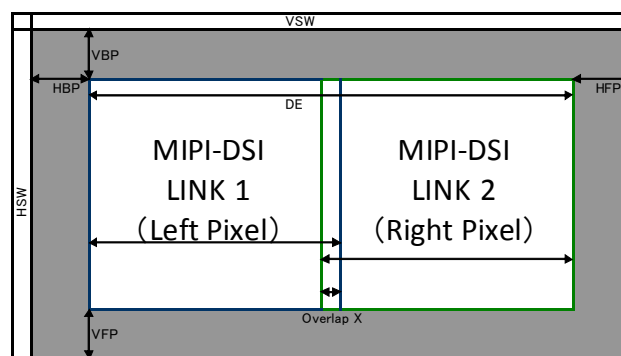 VSW
VBP
HBP
HFP
DE
MIPI-DSI
LINK 1
(Left Pixel)
MIPI-DSI
LINK 2
(Right Pixel)
HSW
Overlap X
VFP